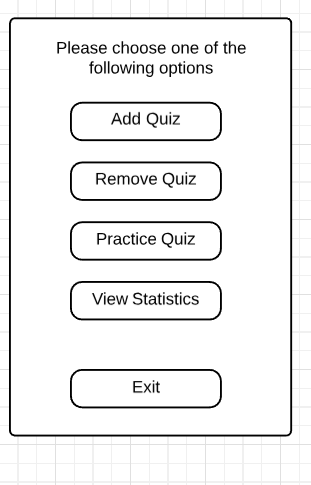 Please choose one of the
following options
Add Quiz
Remove Quiz
Practice Quiz
View Statistics
Exit